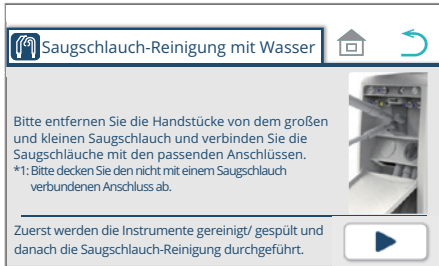 Saugschlauch-Reinigung mit Wasser
Bitte entfernen Sie die Handstücke von dem großen
und kleinen Saugschlauch und verbinden Sie die
Saugschläuche mit den passenden Anschlüssen.
*1: Bitte decken Sie den nicht mit einem Saugschlauch
verbundenen Anschluss ab.
Zuerst werden die Instrumente gereinigt/ gespült und
danach die Saugschlauch-Reinigung durchgeführt.